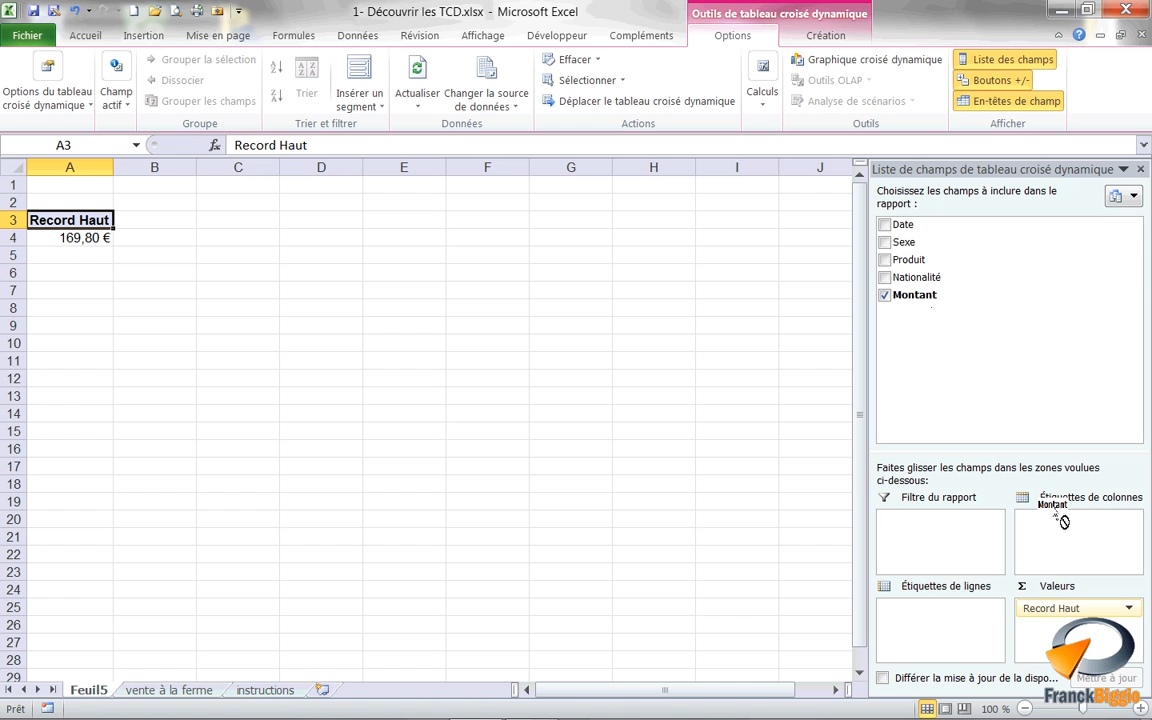 1- Découvrir les TCD.xlsx - Microsoft Excel
Outils de tableau croisé dynamique
Fichier
Accueil
Insertion
Mise en page
Formules
Données
Révision
Affichage
Développeur
Compléments
Options
Création
Options du tableau
croisé dynamique
Champ
actif
Grouper la sélection
Dissocier
Grouper les champs
Groupe
Trier
Insérer un
segment
Trier et filtrer
Actualiser
Changer la source
de données
Données
Effacer
Sélectionner
Déplacer le tableau croisé dynamique
Actions
Calculs
Graphique croisé dynamique
Outils OLAP
Analyse de scénarios
Outils
Liste des champs
Boutons +/-
En-têtes de champ
Afficher
A3
fx
Record Haut
A B C D E F G H I J
1
2
3 Record Haut
4 169,80 €
5
6
7
8
9
10
11
12
13
14
15
16
17
18
19
20
21
22
23
24
25
26
27
28
29
Liste de champs de tableau croisé dynamique
Choisissez les champs à inclure dans le
rapport :
Date
Sexe
Produit
Nationalité
Montant
Faites glisser les champs dans les zones voulues
ci-dessous:
Filtre du rapport
Étiquettes de colonnes
Montant
Étiquettes de lignes
Σ Valeurs
Record Haut
Différer la mise à jour de la dispo...
Mettre à jour
FranckBiggio
Feuil5
vente à la ferme
instructions
Prêt
100 %